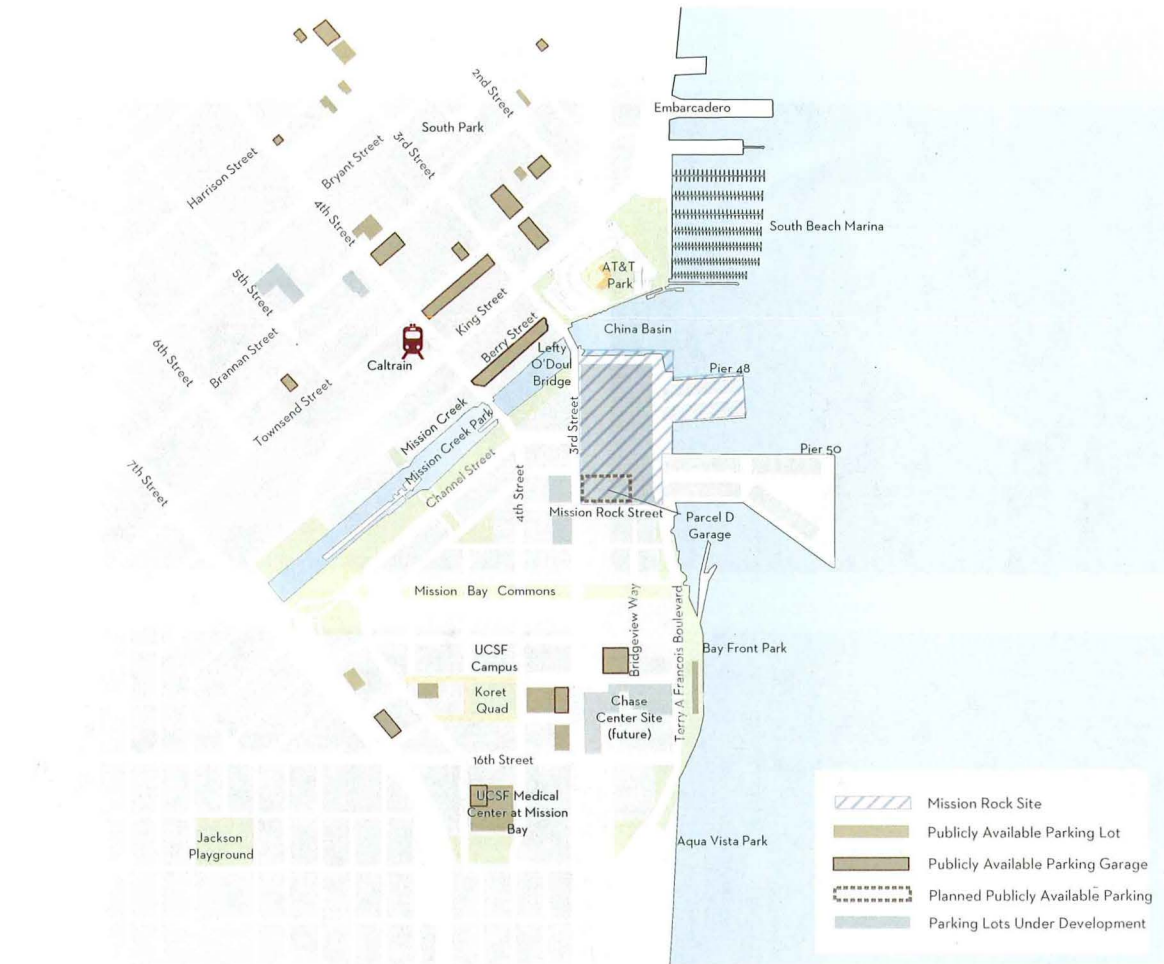 2nd Street
Embarcadero
South Park
3rd Street
Bryant Street
Harrison Street
4th Street
South Beach Marina
AT&T
Park
5th Street
King Street
China Basin
Berry Street
Lefty
O'Doul
Bridge
6th Street
Brannan Street
Caltrain
Pier 48
Townsend Street
Mission Creek
Mission Creek Park
3rd Street
Pier 50
7th Street
Channel Street
4th Street
Mission Rock Street
Parcel D
Garage
Mission Bay Commons
Bridgeview Way
Terry A Francois Boulevard
UCSF
Campus
Bay Front Park
Koret
Quad
Chase
Center Site
(future)
16th Street
UCSF Medical
Center at Mission
Bay
Jackson
Playground
Aqua Vista Park
Mission Rock Site
Publicly Available Parking Lot
Publicly Available Parking Garage
Planned Publicly Available Parking
Parking Lots Under Development